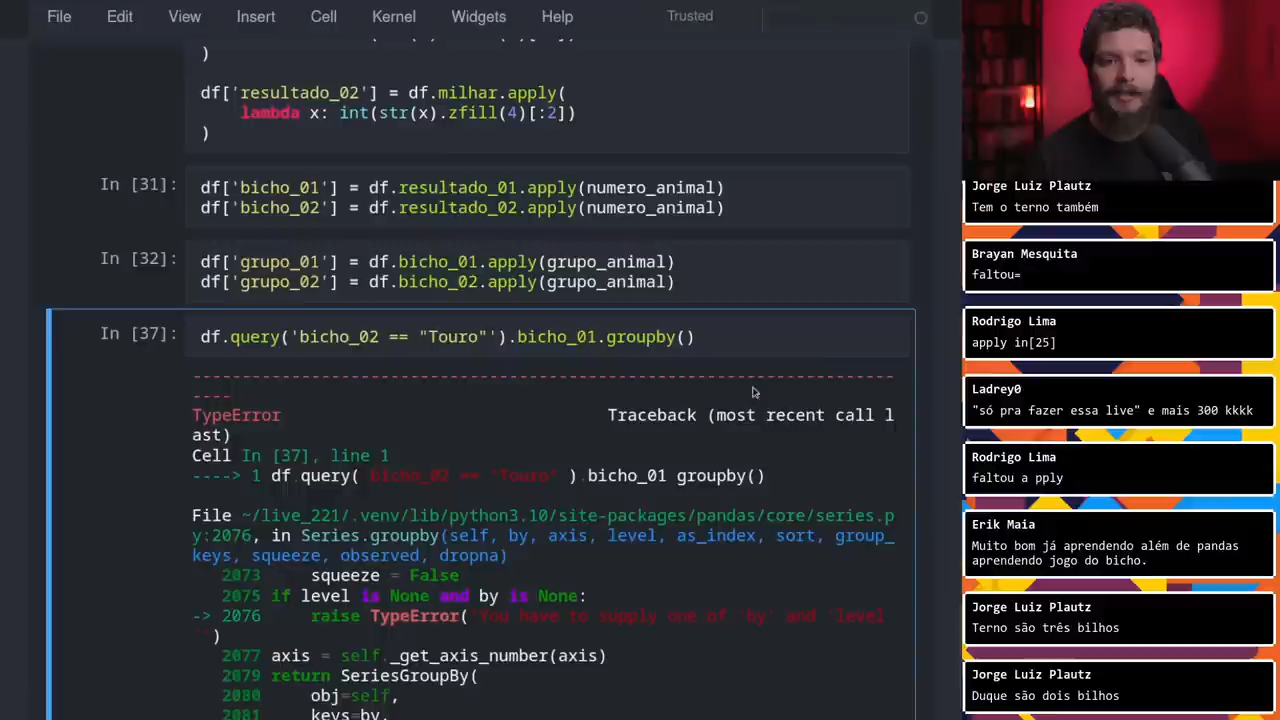 File Edit View Insert Cell Kernel Widgets Help Trusted
)
df['resultado_02'] = df.milhar.apply(
lambda x: int(str(x).zfill(4)[:2])
)
In [31]: df['bicho_01'] = df.resultado_01.apply(numero_animal)
df['bicho_02'] = df.resultado_02.apply(numero_animal)
In [32]: df['grupo_01'] = df.bicho_01.apply(grupo_animal)
df['grupo_02'] = df.bicho_02.apply(grupo_animal)
In [37]: df.query('bicho_02 == "Touro"').bicho_01.groupby()
---------------------------------------------------------------------------
----
TypeError Traceback (most recent call l
ast)
Cell In [37], line 1
----> 1 df.query('bicho_02 == "Touro"').bicho_01.groupby()
File ~/live_221/.venv/lib/python3.10/site-packages/pandas/core/series.p
y:2076, in Series.groupby(self, by, axis, level, as_index, sort, group_
keys, squeeze, observed, dropna)
2073 squeeze = False
2075 if level is None and by is None:
-> 2076 raise TypeError("You have to supply one of 'by' and 'level
'")
2077 axis = self._get_axis_number(axis)
2079 return SeriesGroupBy(
2080 obj=self,
2081 keys=by,
Jorge Luiz Plautz
Tem o terno também
Brayan Mesquita
faltou=
Rodrigo Lima
apply in[25]
Ladrey0
"só pra fazer essa live" e mais 300 kkkk
Rodrigo Lima
faltou a pply
Erik Maia
Muito bom já aprendendo além de pandas
aprendendo jogo do bicho.
Jorge Luiz Plautz
Terno são três bilhos
Jorge Luiz Plautz
Duque são dois bilhos